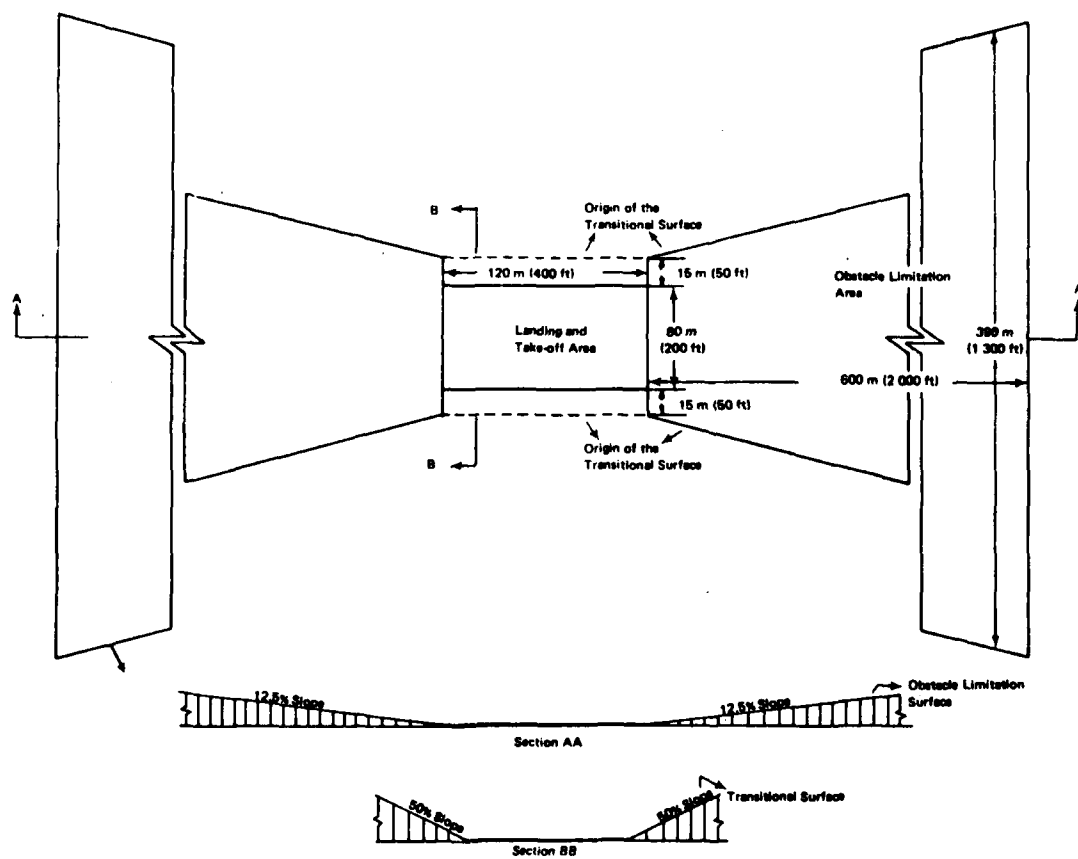 B
Origin of the
Transitional Surface
120 m (400 ft)
15 m (50 ft)
Obstacle Limitation
Area
A
A
Landing and
Take-off Area
60 m
(200 ft)
390 m
(1 300 ft)
600 m (2 000 ft)
15 m (50 ft)
B
Origin of the
Transitional Surface
12.5% Slope
12.5% Slope
Obstacle Limitation
Surface
Section AA
50% Slope
50% Slope
Transitional Surface
Section BB